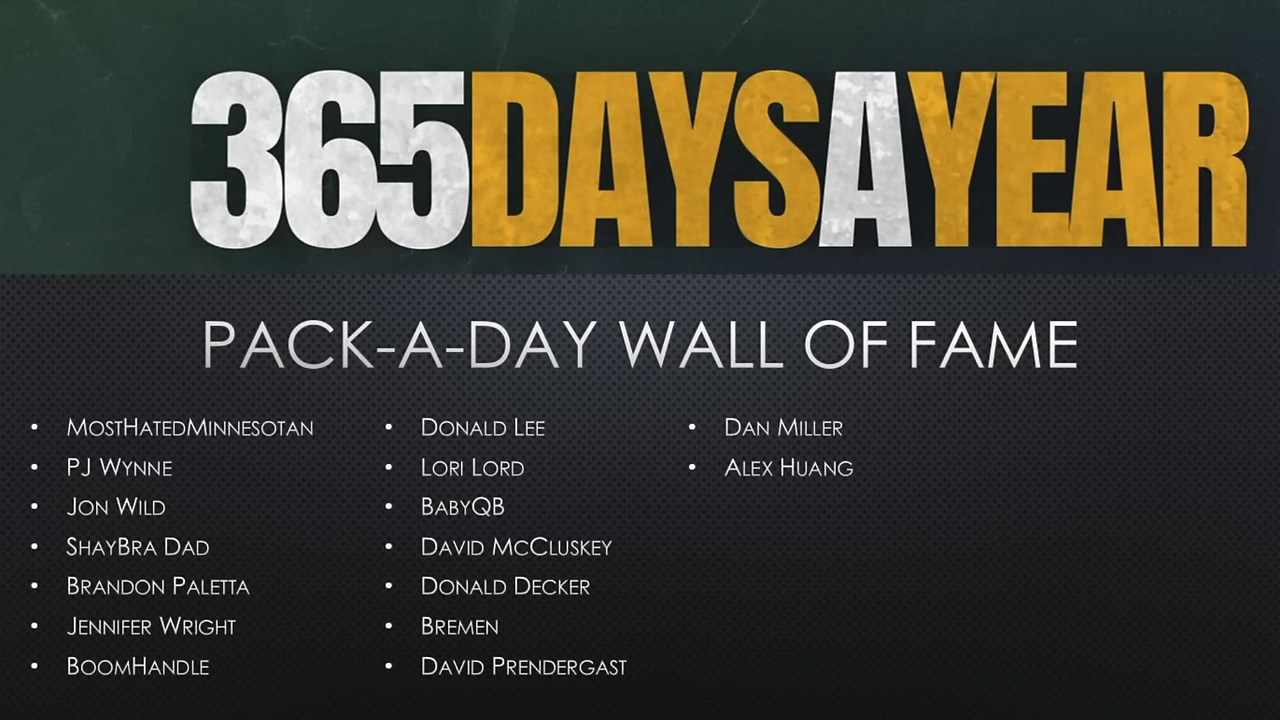 365DAYSAYEAR
PACK-A-DAY WALL OF FAME
• MOSTHATEDMINNESOTAN
• PJ WYNNE
• JON WILD
• SHAYBRA DAD
• BRANDON PALETTA
• JENNIFER WRIGHT
• BOOMHANDLE
• DONALD LEE
• LORI LORD
• BABYQB
• DAVID MCCLUSKEY
• DONALD DECKER
• BREMEN
• DAVID PRENDERGAST
• DAN MILLER
• ALEX HUANG